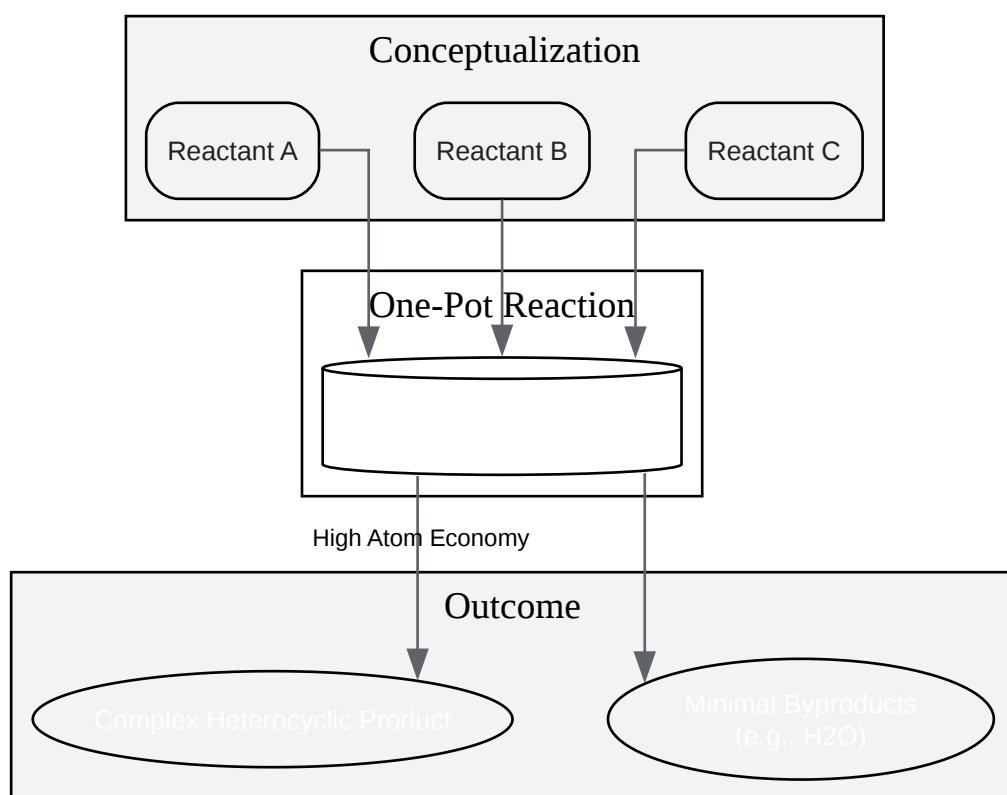 Conceptualization
Reactant A
Reactant B
Reactant C
One-Pot Reaction
High Atom Economy
Outcome
Complex Heterocyclic Product
Minimal Byproducts
(e.g., H2O)